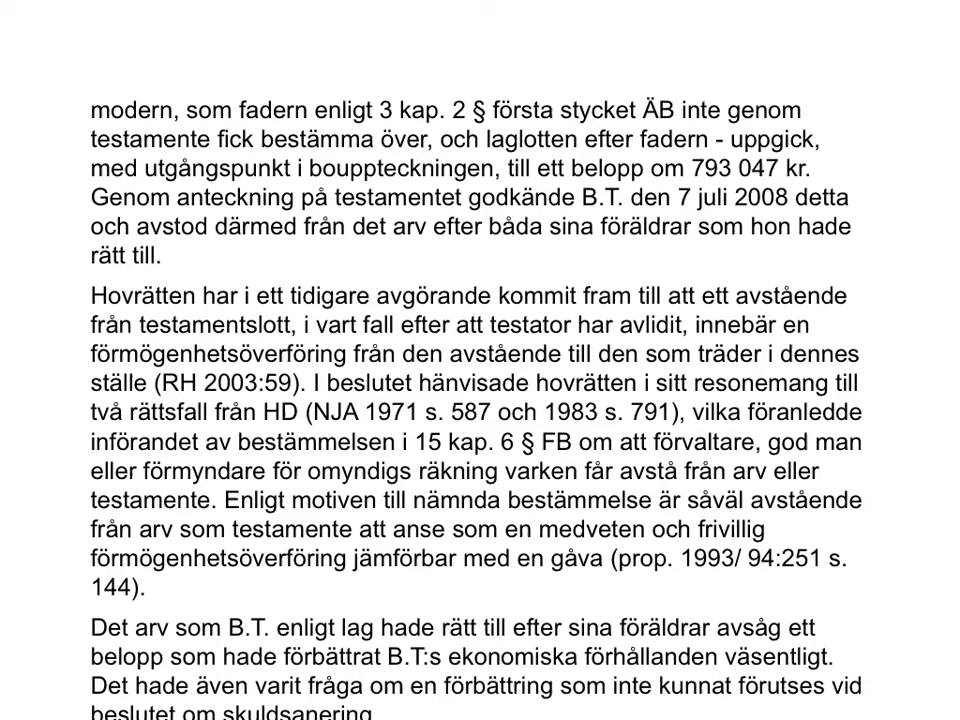 modern, som fadern enligt 3 kap. 2 § första stycket ÄB inte genom
testamente fick bestämma över, och laglotten efter fadern - uppgick,
med utgångspunkt i bouppteckningen, till ett belopp om 793 047 kr.
Genom anteckning på testamentet godkände B.T. den 7 juli 2008 detta
och avstod därmed från det arv efter båda sina föräldrar som hon hade
rätt till.
Hovrätten har i ett tidigare avgörande kommit fram till att ett avstående
från testamentslott, i vart fall efter att testator har avlidit, innebär en
förmögenhetsöverföring från den avstående till den som träder i dennes
ställe (RH 2003:59). I beslutet hänvisade hovrätten i sitt resonemang till
två rättsfall från HD (NJA 1971 s. 587 och 1983 s. 791), vilka föranledde
införandet av bestämmelsen i 15 kap. 6 § FB om att förvaltare, god man
eller förmyndare för omyndigs räkning varken får avstå från arv eller
testamente. Enligt motiven till nämnda bestämmelse är såväl avstående
från arv som testamente att anse som en medveten och frivillig
förmögenhetsöverföring jämförbar med en gåva (prop. 1993/ 94:251 s.
144).
Det arv som B.T. enligt lag hade rätt till efter sina föräldrar avsåg ett
belopp som hade förbättrat B.T:s ekonomiska förhållanden väsentligt.
Det hade även varit fråga om en förbättring som inte kunnat förutses vid
beslutet om skuldsanering.